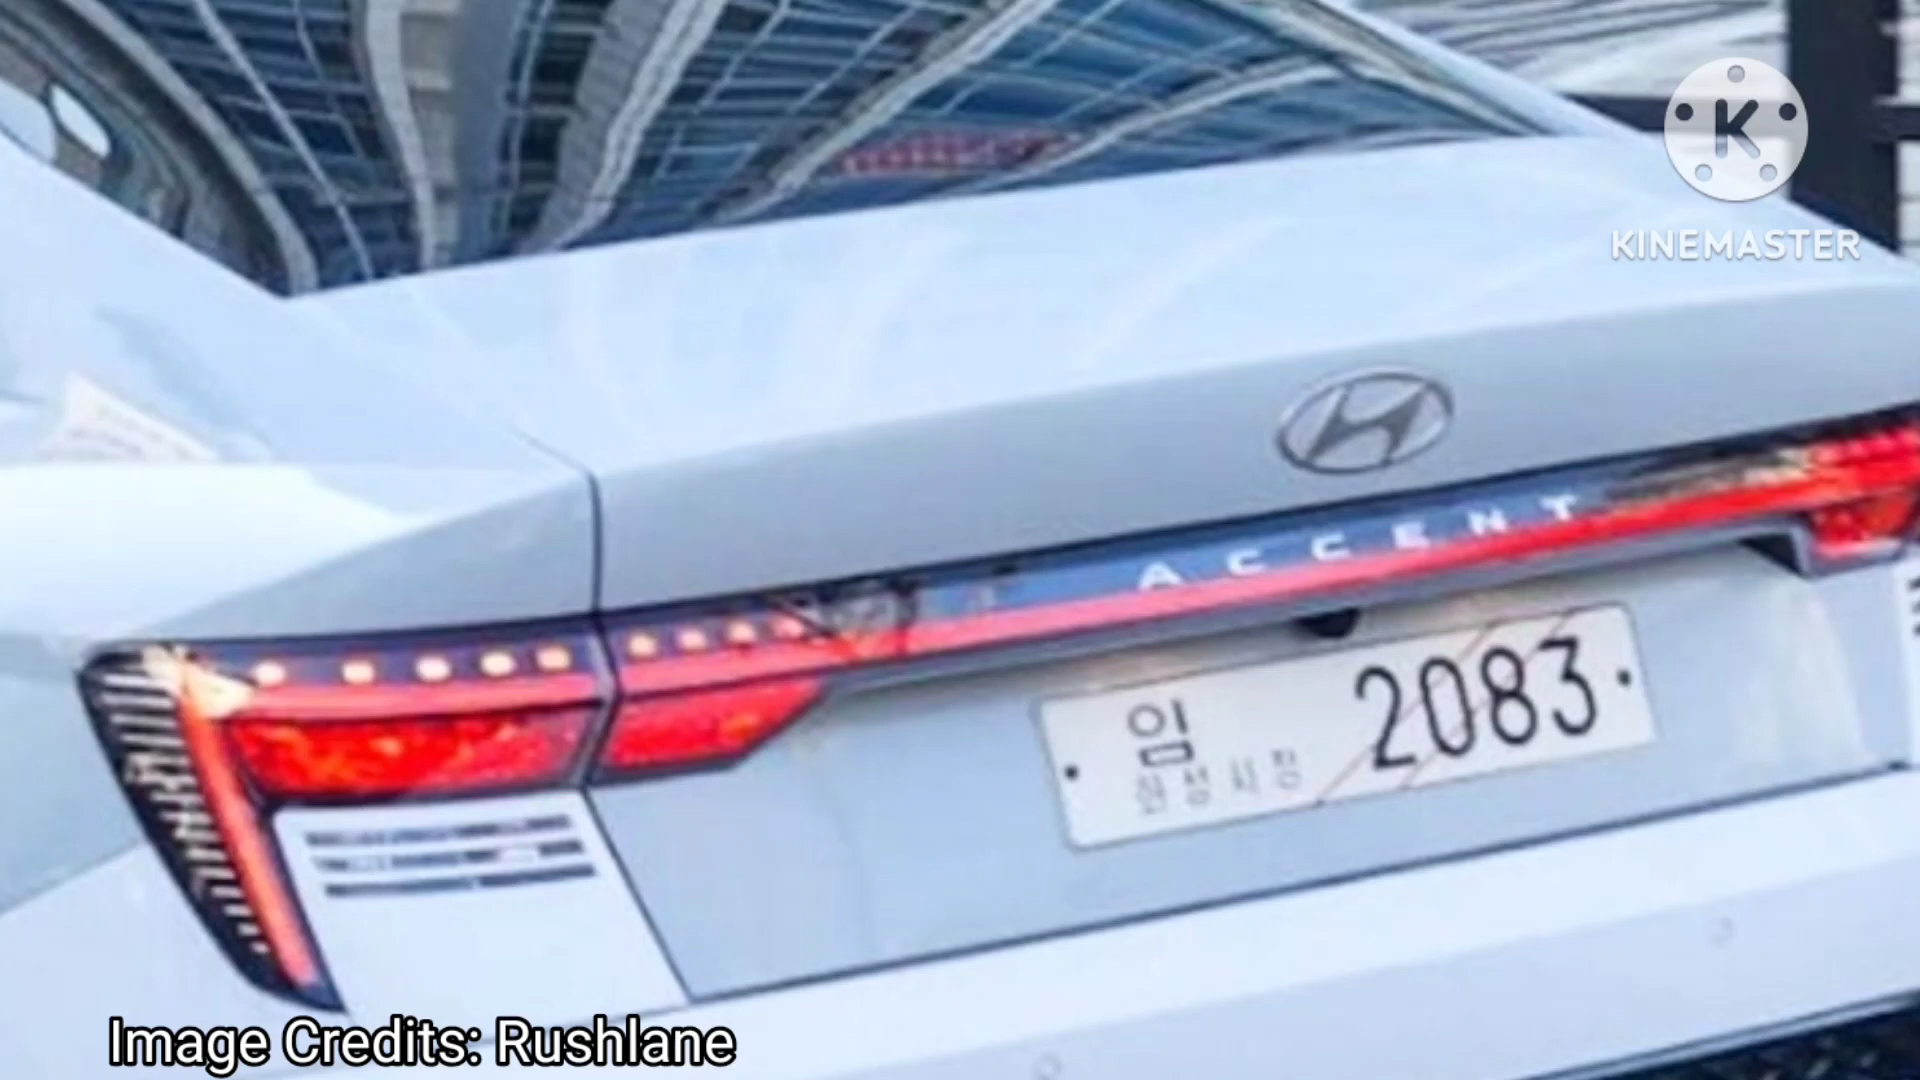 K
KINEMASTER
ACCENT
임 2083
Image Credits: Rushlane